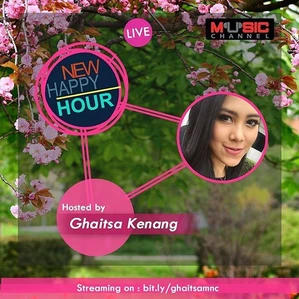 LIVE
MUSIC
CHANNEL
NEW
HAPPY
HOUR
Hosted by
Ghaitsa Kenang
Streaming on : bit.ly/ghaitsamnc